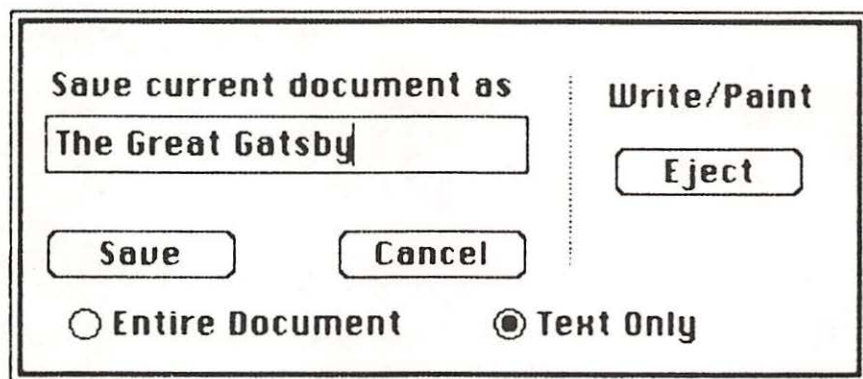 Save current document as
The Great Gatsby
Save
Cancel
Entire Document
Text Only
Write/Paint
Eject